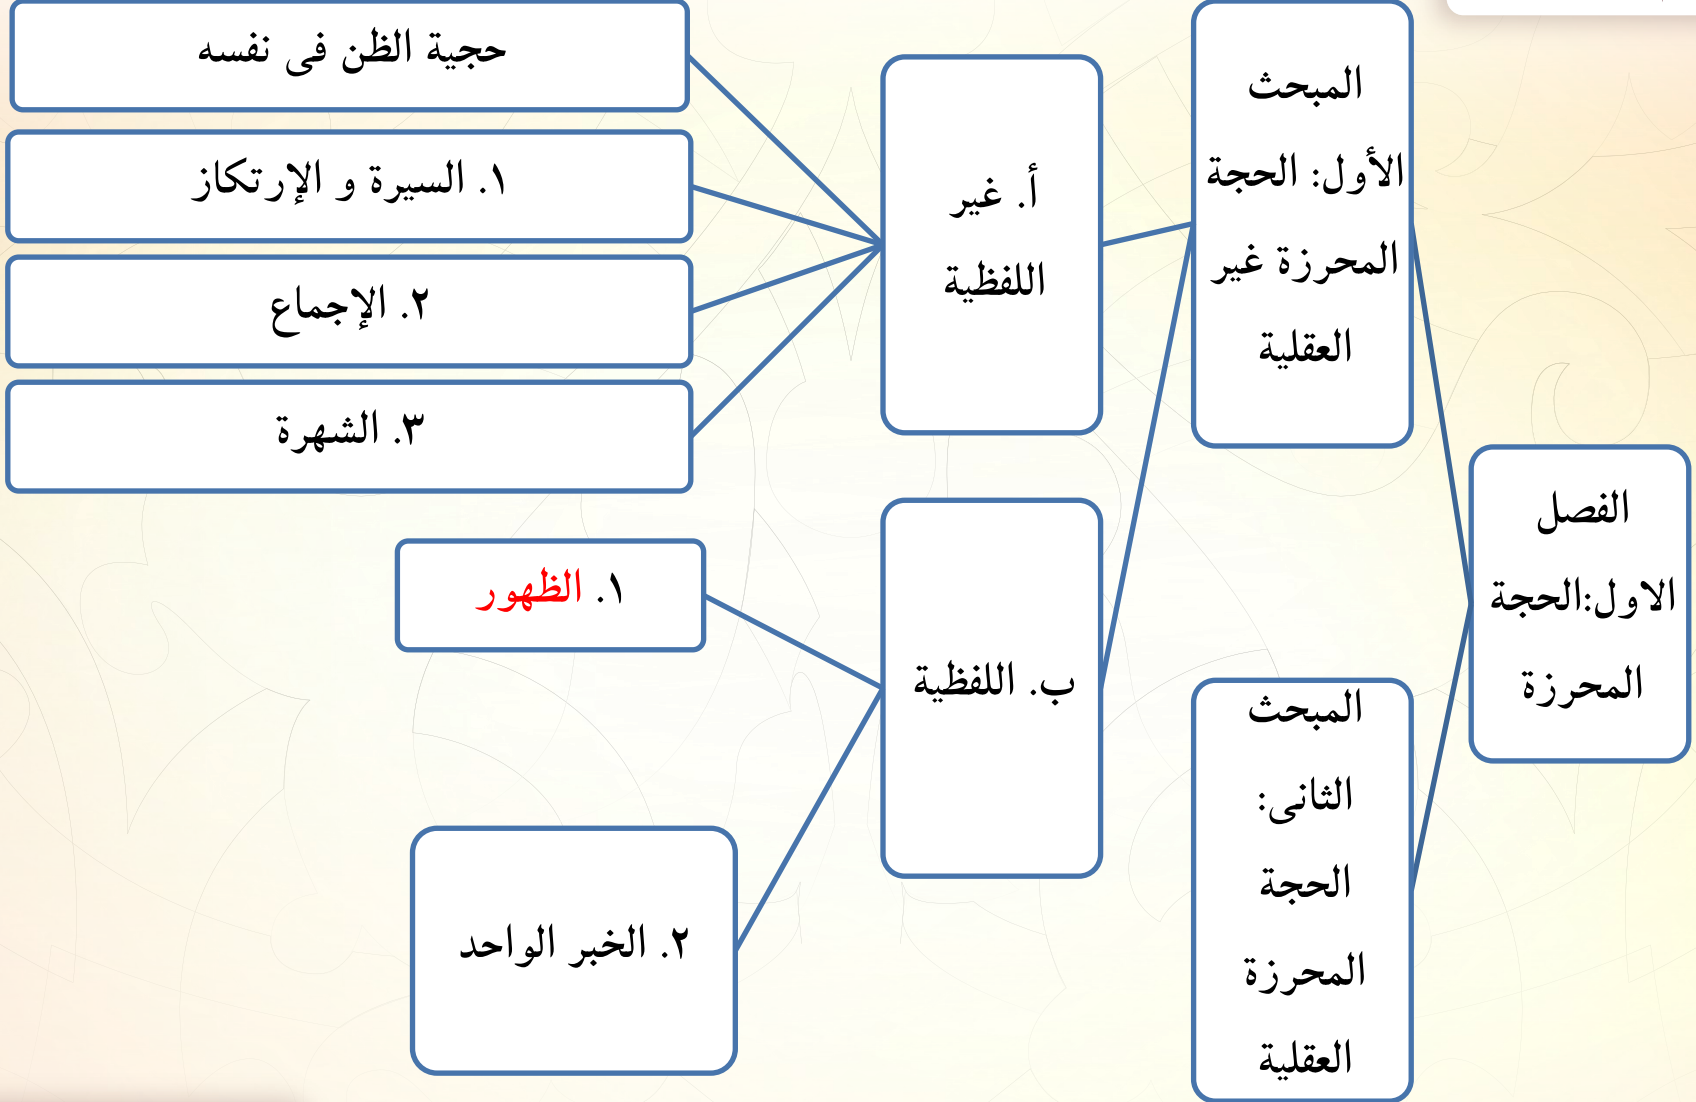 الفصل
الاول:الحجة
المحرزة
المبحث
الأول: الحجة
المحرزة غير
العقلية
أ. غير
اللفظية
حجية الظن فى نفسه
١. السيرة و الإرتكاز
٢. الإجماع
٣. الشهرة
ب. اللفظية
١. الظهور
٢. الخبر الواحد
المبحث
الثانى:
الحجة
المحرزة
العقلية